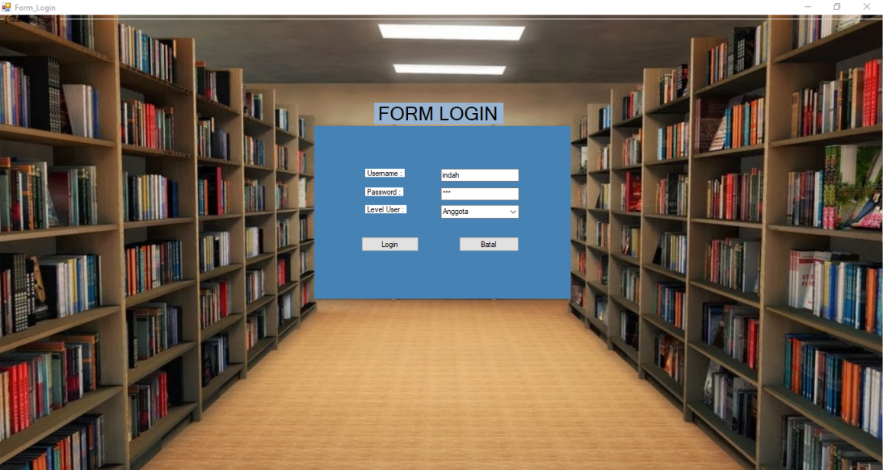 Form_Login
FORM LOGIN
Username :
indah
Password :
***
Level User :
Anggota
Login
Batal